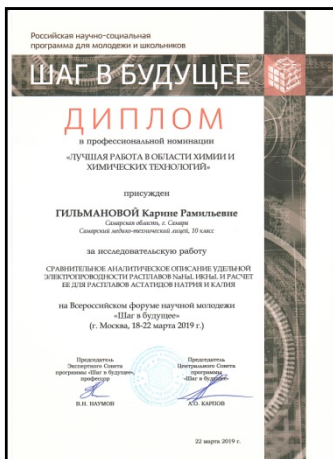 Российская научно-социальная
программа для молодежи и школьников
ШАГ В БУДУЩЕЕ
ДИПЛОМ
в профессиональной номинации
«ЛУЧШАЯ РАБОТА В ОБЛАСТИ ХИМИИ И
ХИМИЧЕСКИХ ТЕХНОЛОГИЙ»
присужден
ГИЛЬМАНОВОЙ Карине Рамильевне
Самарская область, г. Самара
Самарский медико-технический лицей, 10 класс
за исследовательскую работу
СРАВНИТЕЛЬНОЕ АНАЛИТИЧЕСКОЕ ОПИСАНИЕ УДЕЛЬНОЙ
ЭЛЕКТРОПРОВОДНОСТИ РАСПЛАВОВ NaHaL ИKHaL И РАСЧЕТ
ЕЕ ДЛЯ РАСПЛАВОВ АСТАТИДОВ НАТРИЯ И КАЛИЯ
на Всероссийском форуме научной молодежи
«Шаг в будущее»
(г. Москва, 18-22 марта 2019 г.)
Председатель
Экспертного Совета
программы «Шаг в будущее»,
профессор
В.Н. НАУМОВ
Председатель
Центрального Совета
программы
«Шаг в будущее»
А.О. КАРПОВ
22 марта 2019 г.